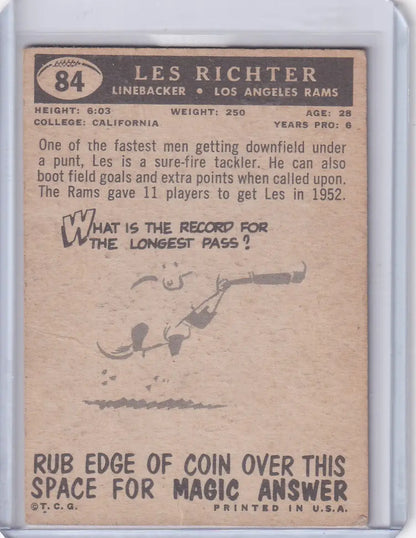 84
LES RICHTER
LINEBACKER • LOS ANGELES RAMS
HEIGHT: 6:03 WEIGHT: 250 AGE: 28
COLLEGE: CALIFORNIA YEARS PRO: 6
One of the fastest men getting downfield under
a punt, Les is a sure-fire tackler. He can also
boot field goals and extra points when called upon.
The Rams gave 11 players to get Les in 1952.
WHAT IS THE RECORD FOR
THE LONGEST PASS?
RUB EDGE OF COIN OVER THIS
SPACE FOR MAGIC ANSWER
©T.C.G. PRINTED IN U.S.A.